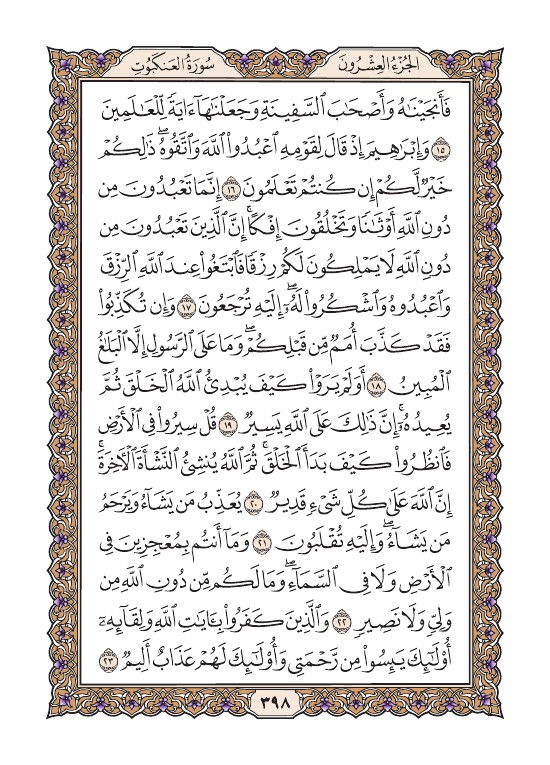 الجُزْءُ العِشْرُونَ
سُورَةُ العَنكَبُوتِ
فَأَنجَيْنَٰهُ وَأَصْحَٰبَ ٱلسَّفِينَةِ وَجَعَلْنَٰهَآ ءَايَةً لِّلْعَٰلَمِينَ
١٥ وَإِبْرَٰهِيمَ إِذْ قَالَ لِقَوْمِهِ ٱعْبُدُوا۟ ٱللَّهَ وَٱتَّقُوهُ ۖ ذَٰلِكُمْ
خَيْرٌ لَّكُمْ إِن كُنتُمْ تَعْلَمُونَ ١٦ إِنَّمَا تَعْبُدُونَ مِن
دُونِ ٱللَّهِ أَوْثَٰنًا وَتَخْلُقُونَ إِفْكًا ۚ إِنَّ ٱلَّذِينَ تَعْبُدُونَ مِن
دُونِ ٱللَّهِ لَا يَمْلِكُونَ لَكُمْ رِزْقًا فَٱبْتَغُوا۟ عِندَ ٱللَّهِ ٱلرِّزْقَ
وَٱعْبُدُوهُ وَٱشْكُرُوا۟ لَهُۥٓ ۖ إِلَيْهِ تُرْجَعُونَ ١٧ وَإِن تُكَذِّبُوا۟
فَقَدْ كَذَّبَ أُمَمٌ مِّن قَبْلِكُمْ ۖ وَمَا عَلَى ٱلرَّسُولِ إِلَّا ٱلْبَلَٰغُ
ٱلْمُبِينُ ١٨ أَوَلَمْ يَرَوْا۟ كَيْفَ يُبْدِئُ ٱللَّهُ ٱلْخَلْقَ ثُمَّ
يُعِيدُهُۥٓ ۚ إِنَّ ذَٰلِكَ عَلَى ٱللَّهِ يَسِيرٌ ١٩ قُلْ سِيرُوا۟ فِى ٱلْأَرْضِ
فَٱنظُرُوا۟ كَيْفَ بَدَأَ ٱلْخَلْقَ ۚ ثُمَّ ٱللَّهُ يُنشِئُ ٱلنَّشْأَةَ ٱلْءَاخِرَةَ ۚ
إِنَّ ٱللَّهَ عَلَىٰ كُلِّ شَىْءٍ قَدِيرٌ ٢٠ يُعَذِّبُ مَن يَشَآءُ وَيَرْحَمُ
مَن يَشَآءُ ۖ وَإِلَيْهِ تُقْلَبُونَ ٢١ وَمَآ أَنتُم بِمُعْجِزِينَ فِى
ٱلْأَرْضِ وَلَا فِى ٱلسَّمَآءِ ۖ وَمَا لَكُم مِّن دُونِ ٱللَّهِ مِن
وَلِىٍّ وَلَا نَصِيرٍ ٢٢ وَٱلَّذِينَ كَفَرُوا۟ بِـَٔايَٰتِ ٱللَّهِ وَلِقَآئِهِۦٓ
أُو۟لَٰٓئِكَ يَئِسُوا۟ مِن رَّحْمَتِى وَأُو۟لَٰٓئِكَ لَهُمْ عَذَابٌ أَلِيمٌ ٢٣
٣٩٨